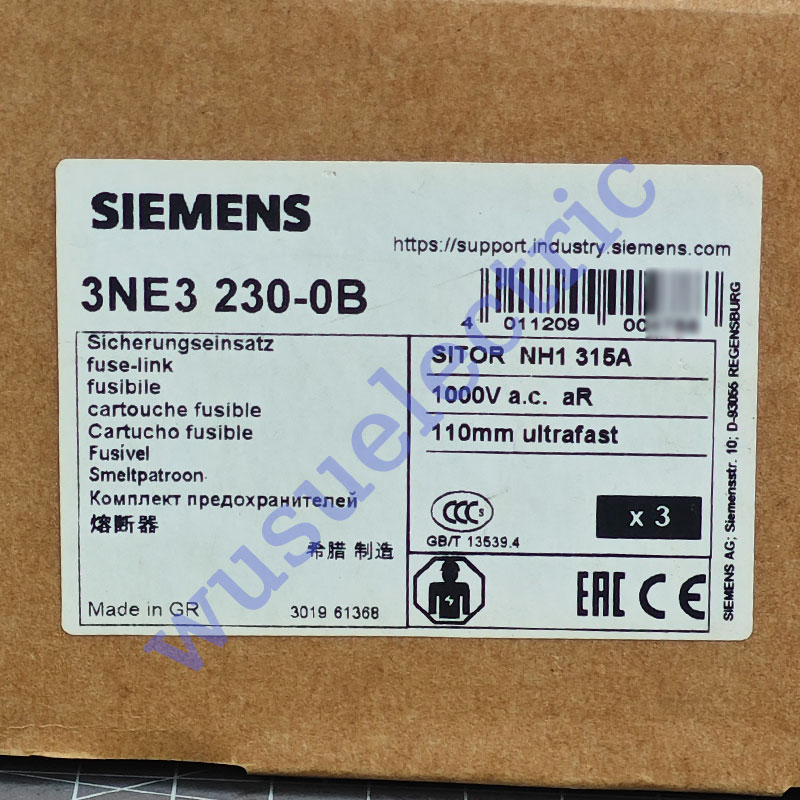 SIEMENS
https://support.industry.siemens.com
3NE3 230-0B
4 011209
Sicherungseinsatz
fuse-link
fusibile
cartouche fusible
Cartucho fusible
Fusível
Smeltpatroon
Комплект предохранителей
熔断器
希腊 制造
Made in GR
3019 61368
SITOR NH1 315A
1000V a.c. aR
110mm ultrafast
CCC S
GB/T 13539.4
x 3
EAC CE
SIEMENS AG; Siemensstr. 10; D-93055 REGENSBURG
wusuelectric